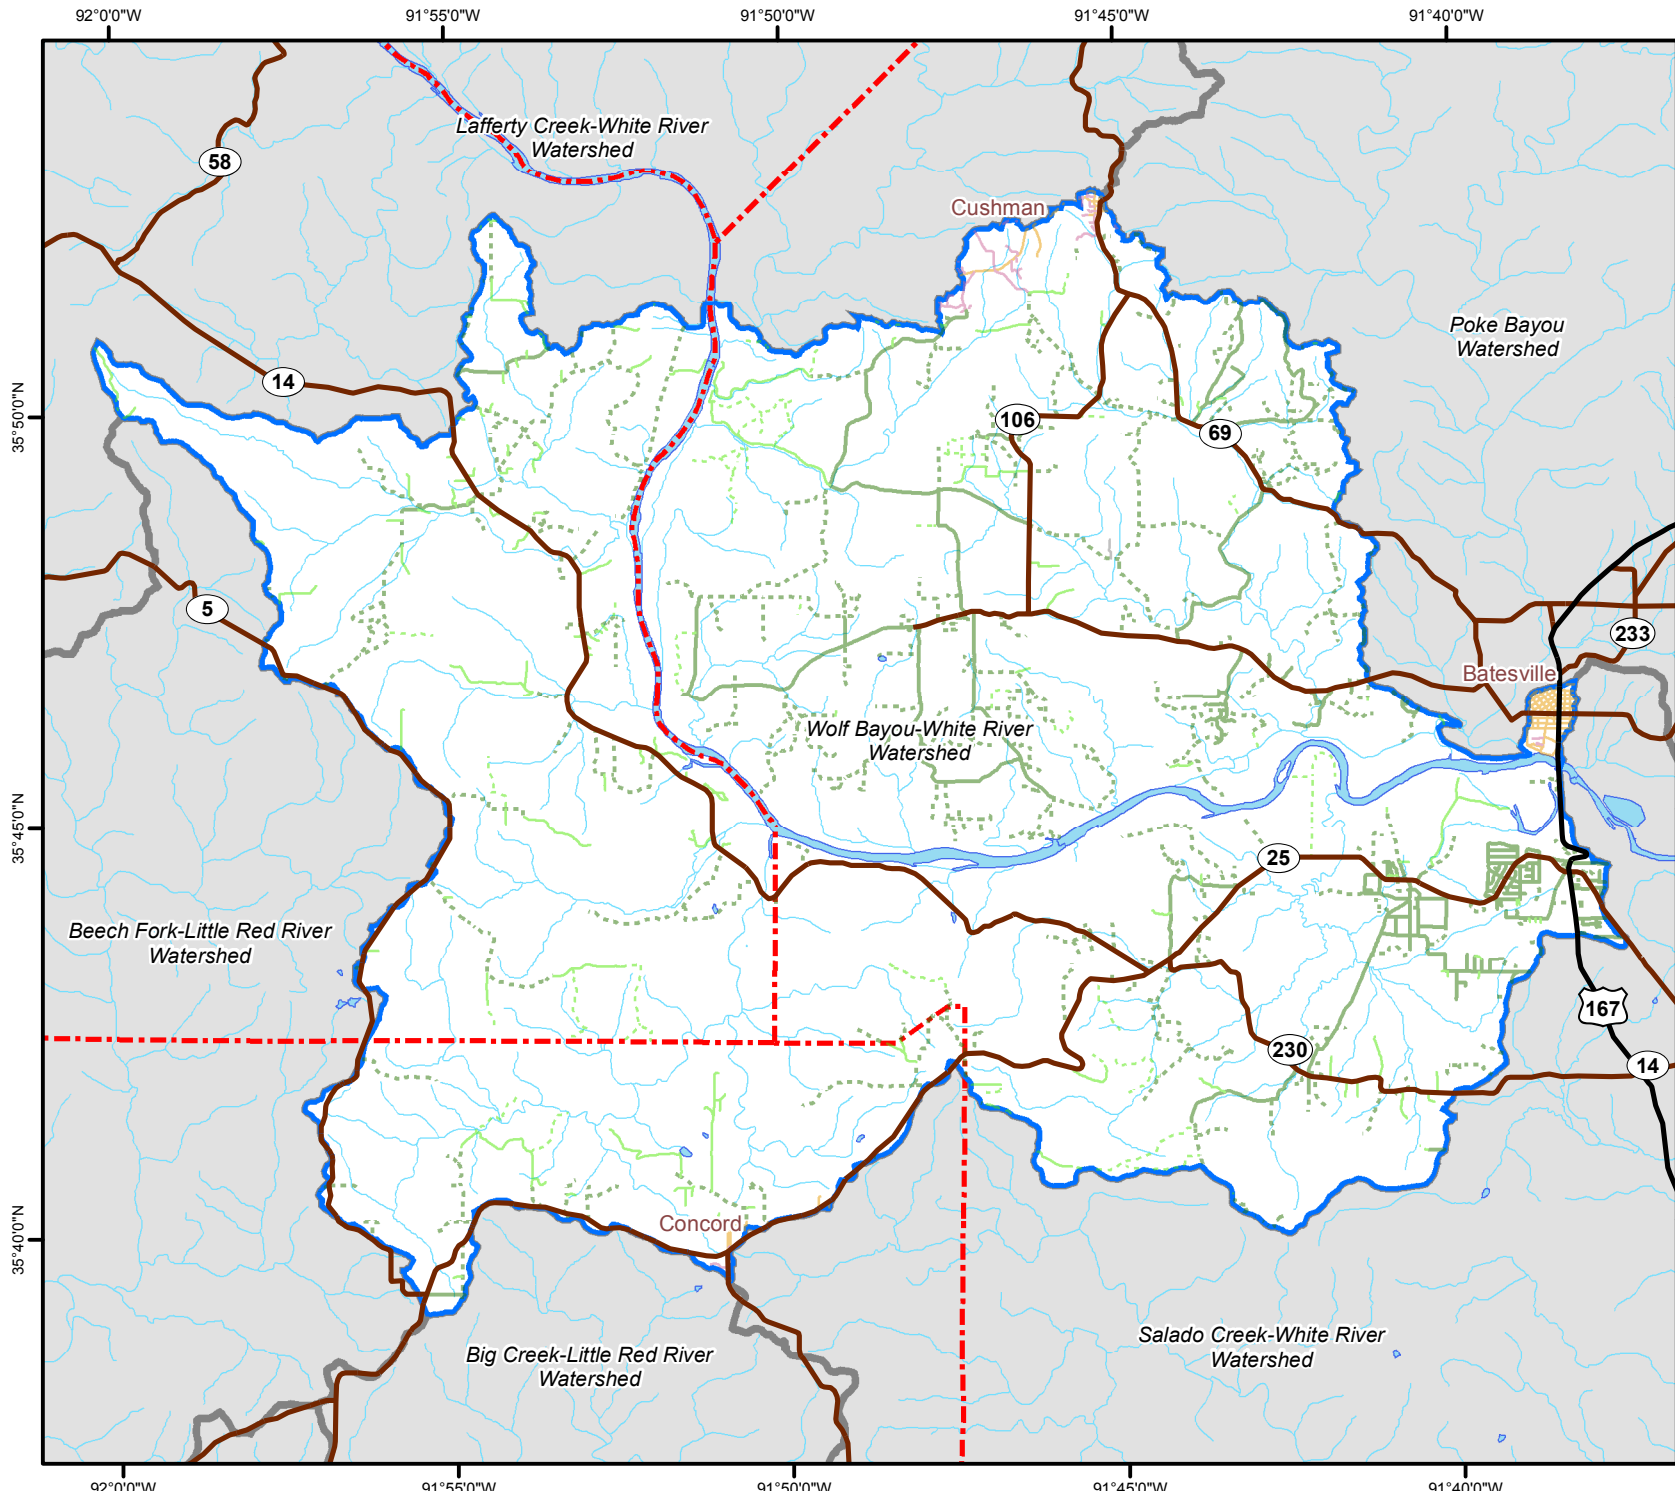 92°0'0"W
91°55'0"W
91°50'0"W
91°45'0"W
91°40'0"W
Lafferty Creek-White River
Watershed
58
Cushman
Poke Bayou
Watershed
14
35°50'0"N
106
69
5
233
Batesville
Wolf Bayou-White River
Watershed
35°45'0"N
25
Beech Fork-Little Red River
Watershed
167
230
14
Concord
35°40'0"N
Salado Creek-White River
Watershed
Big Creek-Little Red River
Watershed
92°0'0"W
91°55'0"W
91°50'0"W
91°45'0"W
91°40'0"W